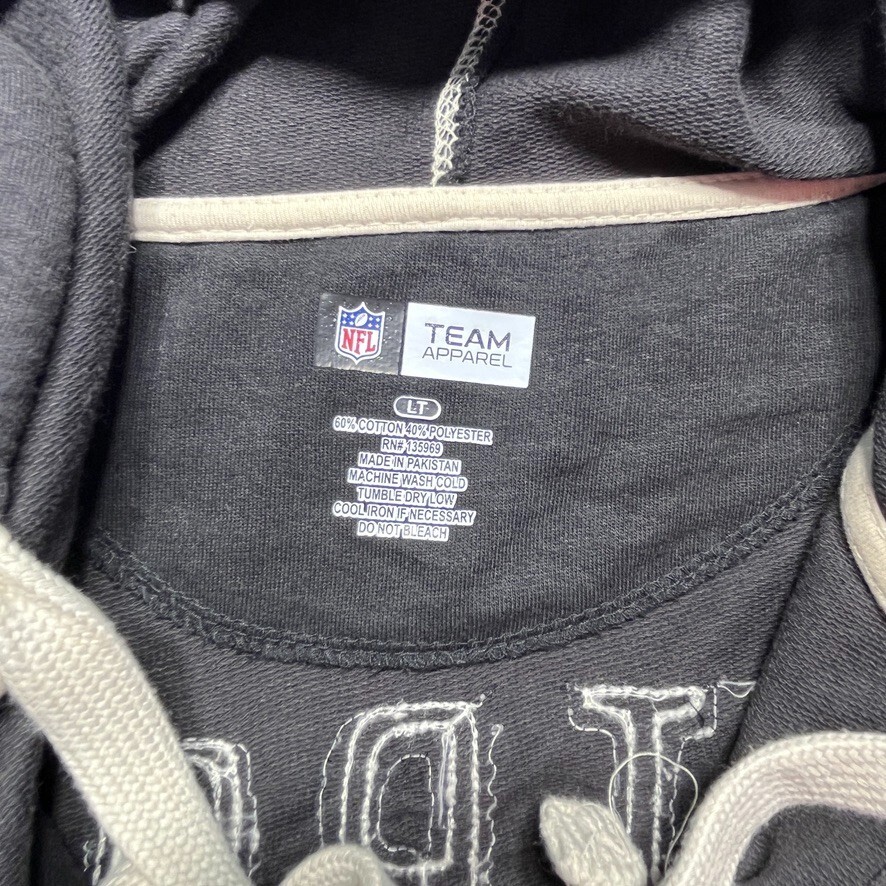 NFL
TEAM
APPAREL
LT
60% COTTON 40% POLYESTER
RN# 135969
MADE IN PAKISTAN
MACHINE WASH COLD
TUMBLE DRY LOW
COOL IRON IF NECESSARY
DO NOT BLEACH